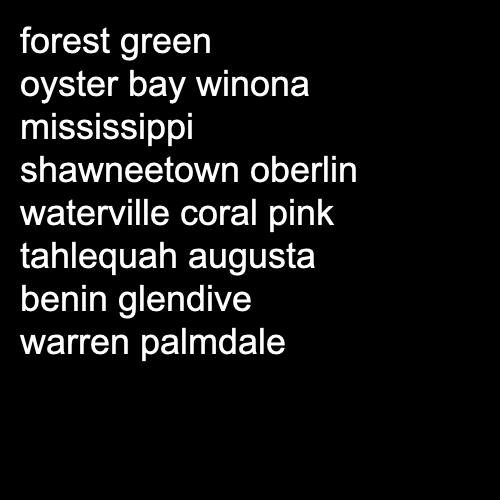 forest green
oyster bay winona
mississippi
shawneetown oberlin
waterville coral pink
tahlequah augusta
benin glendive
warren palmdale